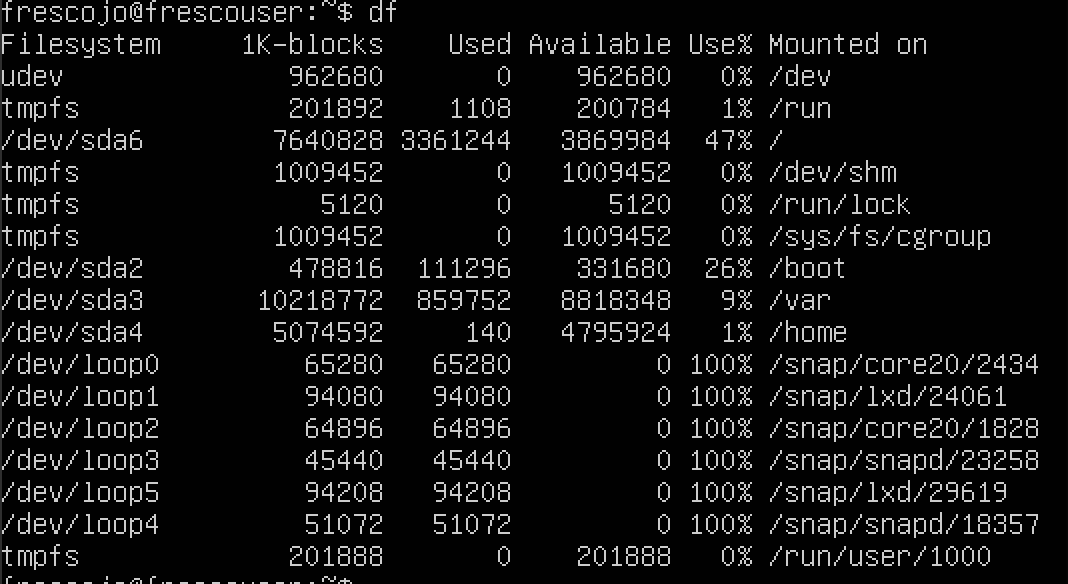 frescojo@frescouser:~$ df
Filesystem     1K-blocks    Used Available Use% Mounted on
udev              962680       0    962680   0% /dev
tmpfs             201892    1108    200784   1% /run
/dev/sda6        7640828 3361244   3869984  47% /
tmpfs            1009452       0   1009452   0% /dev/shm
tmpfs               5120       0      5120   0% /run/lock
tmpfs            1009452       0   1009452   0% /sys/fs/cgroup
/dev/sda2         478816  111296    331680  26% /boot
/dev/sda3       10218772  859752   8818348   9% /var
/dev/sda4        5074592     140   4795924   1% /home
/dev/loop0         65280   65280         0 100% /snap/core20/2434
/dev/loop1         94080   94080         0 100% /snap/lxd/24061
/dev/loop2         64896   64896         0 100% /snap/core20/1828
/dev/loop3         45440   45440         0 100% /snap/snapd/23258
/dev/loop5         94208   94208         0 100% /snap/lxd/29619
/dev/loop4         51072   51072         0 100% /snap/snapd/18357
tmpfs             201888       0    201888   0% /run/user/1000
frescojo@frescouser:~$